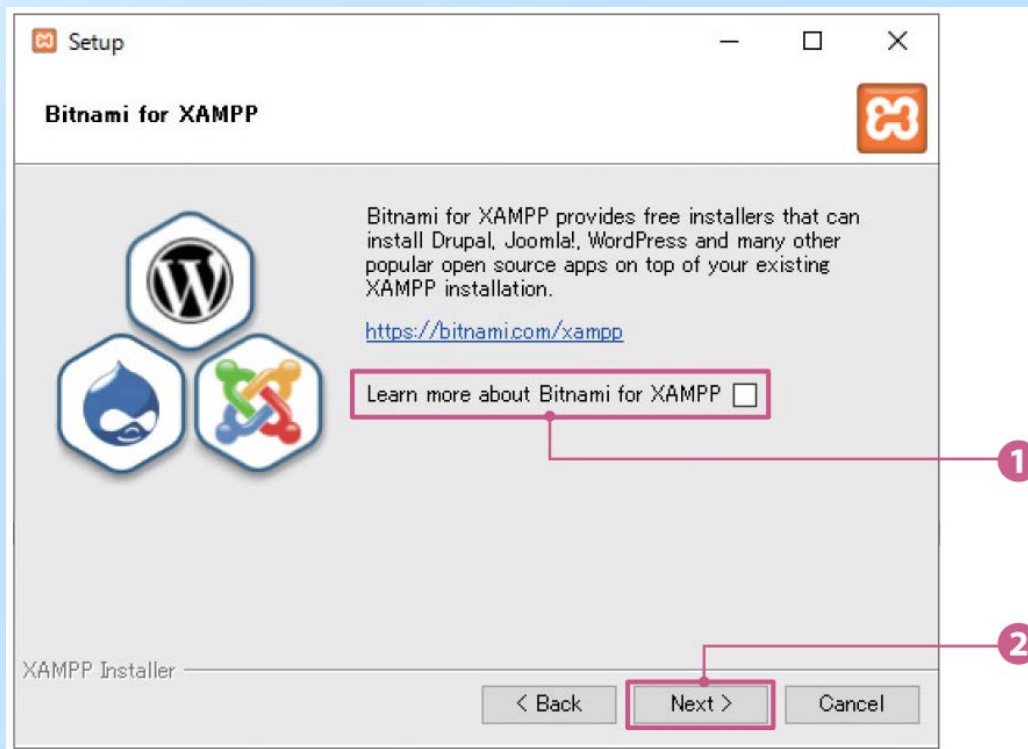 Setup
Bitnami for XAMPP
Bitnami for XAMPP provides free installers that can
install Drupal, Joomla!, WordPress and many other
popular open source apps on top of your existing
XAMPP installation.
https://bitnami.com/xampp
Learn more about Bitnami for XAMPP
1
2
XAMPP Installer
< Back
Next >
Cancel